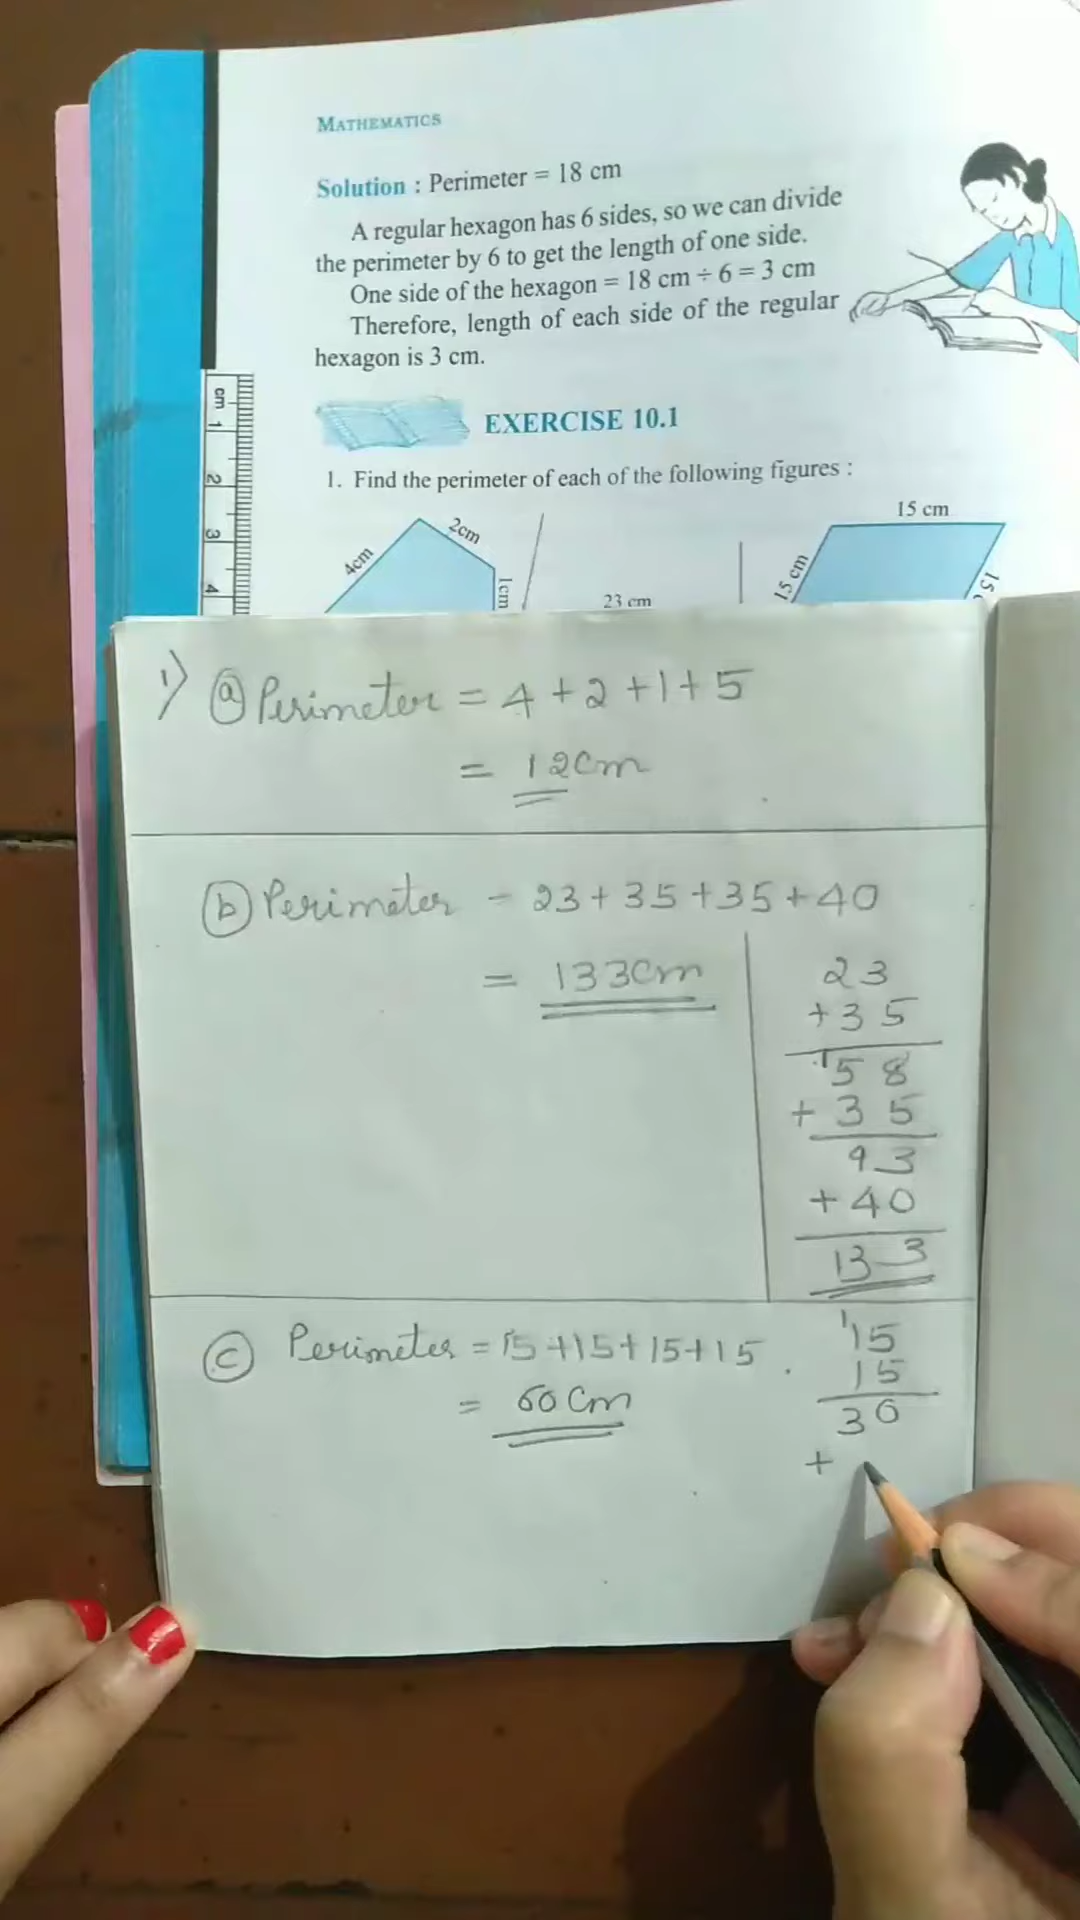 MATHEMATICS
Solution : Perimeter = 18 cm
A regular hexagon has 6 sides, so we can divide
the perimeter by 6 to get the length of one side.
One side of the hexagon = 18 cm ÷ 6 = 3 cm
Therefore, length of each side of the regular
hexagon is 3 cm.
cm 1 2 3 4
EXERCISE 10.1
1. Find the perimeter of each of the following figures :
4cm 2cm 1cm
23 cm
15 cm
15 cm 15
1) a Perimeter = 4+2+1+5
= 12cm
b Perimeter - 23+35+35+40
= 133cm
23
+35
1 58
+35
93
+40
133
c Perimeter = 15+15+15+15.
= 60 Cm
1 15
15
30
+